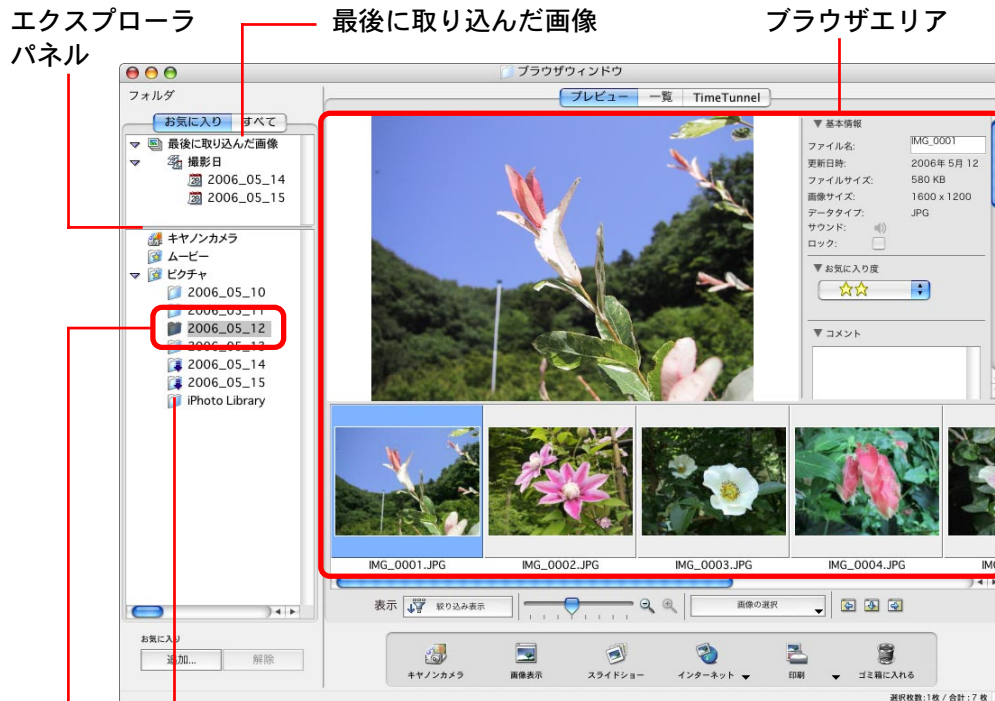 エクスプローラ
パネル
最後に取り込んだ画像
ブラウザエリア
ブラウザウィンドウ
フォルダ
プレビュー 一覧 TimeTunnel
お気に入り すべて
最後に取り込んだ画像
撮影日
2006_05_14
2006_05_15
キヤノンカメラ
ムービー
ピクチャ
2006_05_10
2006_05_11
2006_05_12
2006_05_13
2006_05_14
2006_05_15
iPhoto Library
▼ 基本情報
ファイル名: IMG_0001
更新日時: 2006年 5月 12
ファイルサイズ: 580 KB
画像サイズ: 1600 x 1200
データタイプ: JPG
サウンド:
ロック:
▼ お気に入り度
▼ コメント
IMG_0001.JPG IMG_0002.JPG IMG_0003.JPG IMG_0004.JPG
表示 絞り込み表示 画像の選択
お気に入り
追加... 解除
キヤノンカメラ 画像表示 スライドショー インターネット 印刷 ゴミ箱に入れる
選択枚数:1枚 / 合計:7 枚